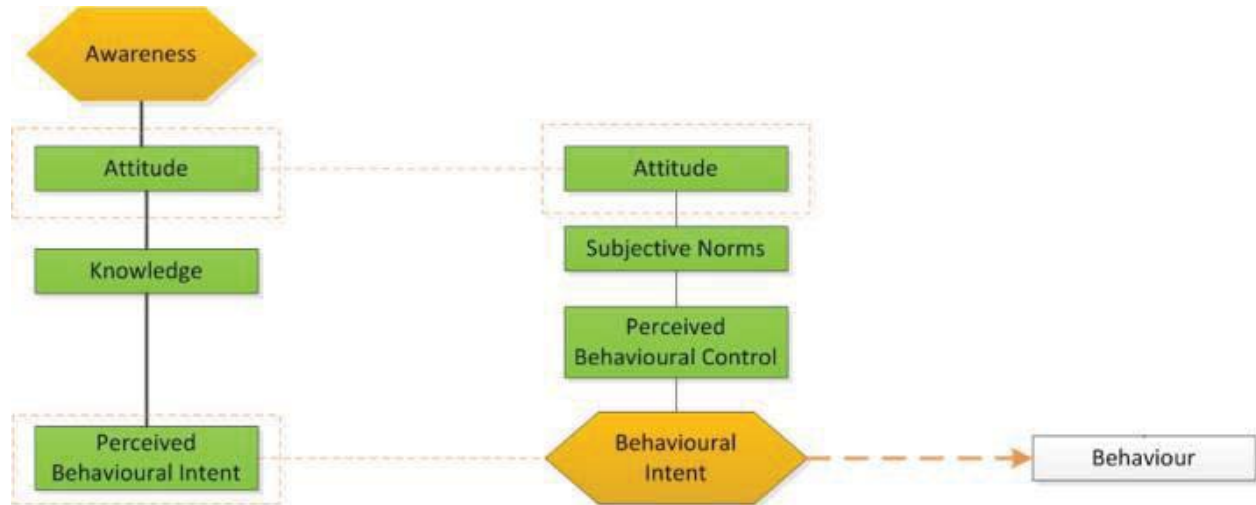 Awareness
Attitude
Knowledge
Perceived
Behavioural Intent
Attitude
Subjective Norms
Perceived
Behavioural Control
Behavioural
Intent
Behaviour